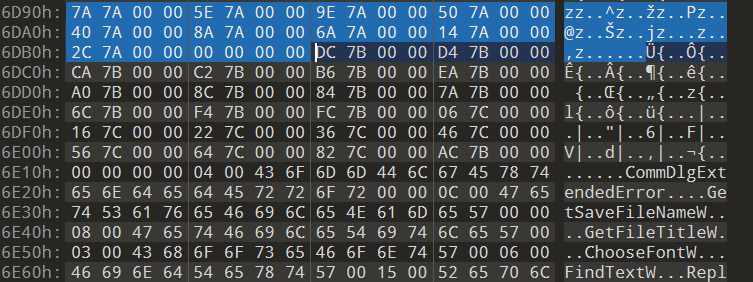 6D90h: 7A 7A 00 00 5E 7A 00 00 9E 7A 00 00 50 7A 00 00 zz..^z..žz..Pz..
6DA0h: 40 7A 00 00 8A 7A 00 00 6A 7A 00 00 14 7A 00 00 @z..Šz..jz...z..
6DB0h: 2C 7A 00 00 00 00 00 00 DC 7B 00 00 D4 7B 00 00 ,z......Ü{..Ô{..
6DC0h: CA 7B 00 00 C2 7B 00 00 B6 7B 00 00 EA 7B 00 00 Ê{..Â{..¶{..ê{..
6DD0h: A0 7B 00 00 8C 7B 00 00 84 7B 00 00 7A 7B 00 00  {..Œ{..„{..z{..
6DE0h: 6C 7B 00 00 F4 7B 00 00 FC 7B 00 00 06 7C 00 00 l{..ô{..ü{...|..
6DF0h: 16 7C 00 00 22 7C 00 00 36 7C 00 00 46 7C 00 00 .|.."|..6|..F|..
6E00h: 56 7C 00 00 64 7C 00 00 82 7C 00 00 AC 7B 00 00 V|..d|..‚|..¬{..
6E10h: 00 00 00 00 04 00 43 6F 6D 6D 44 6C 67 45 78 74 ......CommDlgExt
6E20h: 65 6E 64 65 64 45 72 72 6F 72 00 00 0C 00 47 65 endedError....Ge
6E30h: 74 53 61 76 65 46 69 6C 65 4E 61 6D 65 57 00 00 tSaveFileNameW..
6E40h: 08 00 47 65 74 46 69 6C 65 54 69 74 6C 65 57 00 ..GetFileTitleW.
6E50h: 03 00 43 68 6F 6F 73 65 46 6F 6E 74 57 00 06 00 ..ChooseFontW...
6E60h: 46 69 6E 64 54 65 78 74 57 00 15 00 52 65 70 6C FindTextW...Repl